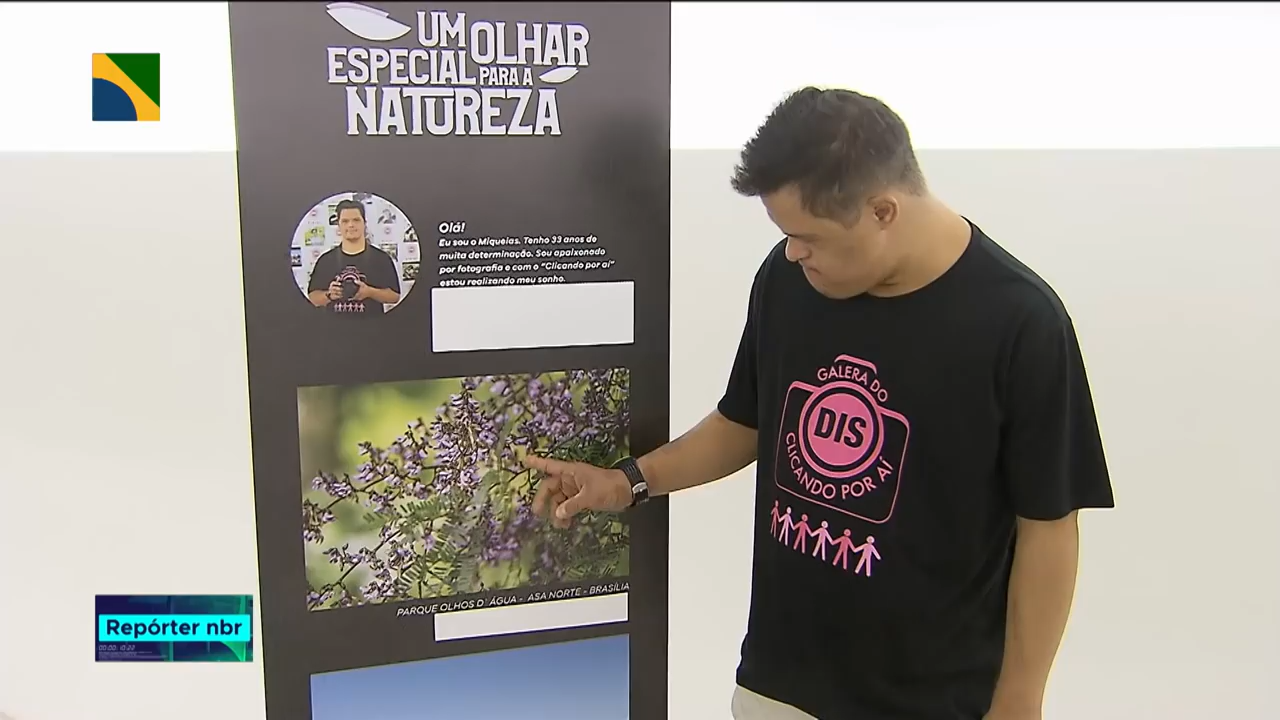 UM OLHAR
ESPECIAL PARA A
NATUREZA
Olá!
Eu sou o Miqueias. Tenho 33 anos de
muita determinação. Sou apaixonado
por fotografia e com o "Clicando por aí"
estou realizando meu sonho.
GALERA DO
DIS
CLICANDO POR AÍ
PARQUE OLHOS D' ÁGUA - ASA NORTE - BRASÍLIA
Repórter nbr